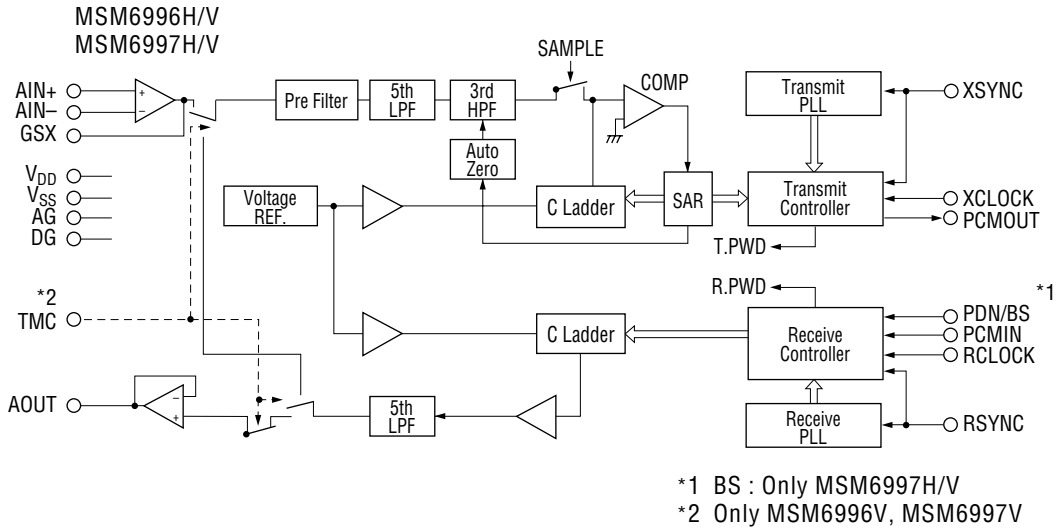 MSM6996H/V
MSM6997H/V
SAMPLE
COMP
AIN+
AIN–
GSX
+
–
Pre Filter
5th
LPF
3rd
HPF
Auto
Zero
Transmit
PLL
XSYNC
VDD
VSS
AG
DG
Voltage
REF.
C Ladder
SAR
Transmit
Controller
XCLOCK
PCMOUT
T.PWD
R.PWD
*1
*2
TMC
C Ladder
Receive
Controller
PDN/BS
PCMIN
RCLOCK
AOUT
–
+
5th
LPF
Receive
PLL
RSYNC
*1 BS : Only MSM6997H/V
*2 Only MSM6996V, MSM6997V